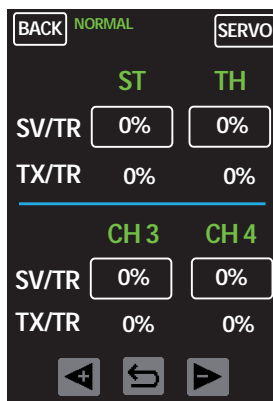 BACK NORMAL SERVO
ST TH
SV/TR 0% 0%
TX/TR 0% 0%
CH 3 CH 4
SV/TR 0% 0%
TX/TR 0% 0%